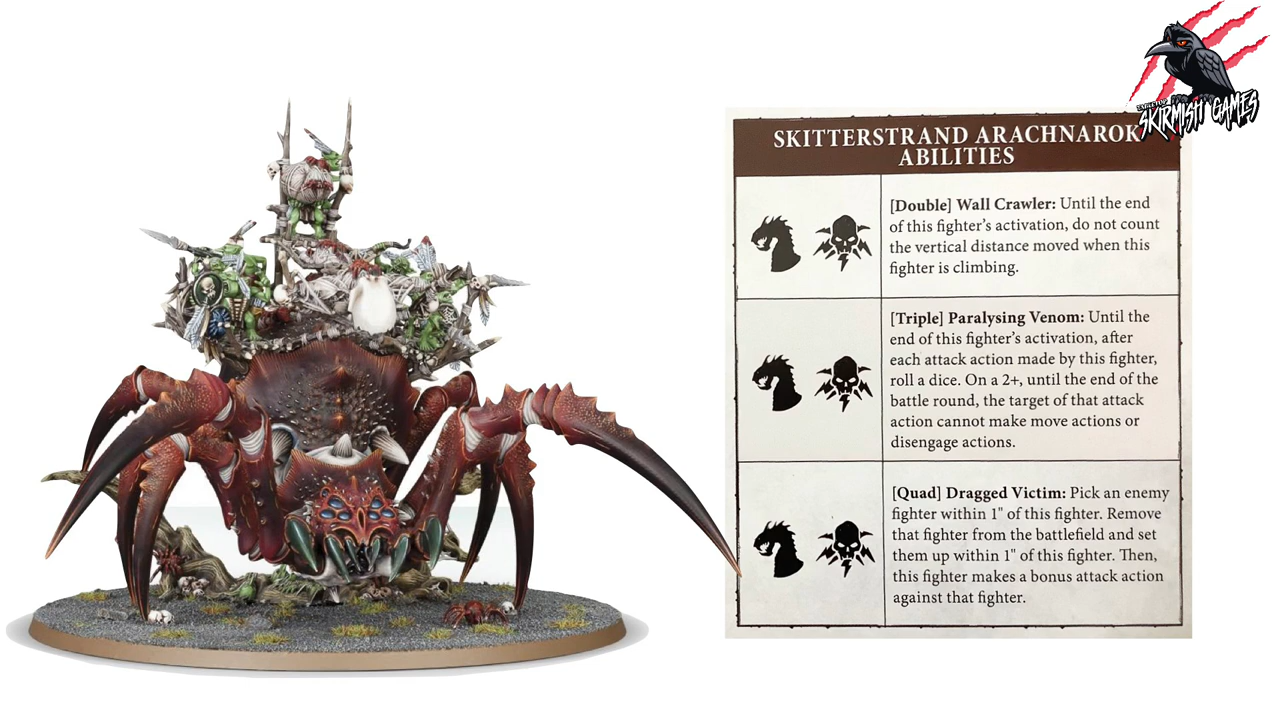 TABLETOP
SKIRMISH GAMES
SKITTERSTRAND ARACHNAROK
ABILITIES
[Double] Wall Crawler: Until the end
of this fighter's activation, do not count
the vertical distance moved when this
fighter is climbing.
[Triple] Paralysing Venom: Until the
end of this fighter's activation, after
each attack action made by this fighter,
roll a dice. On a 2+, until the end of the
battle round, the target of that attack
action cannot make move actions or
disengage actions.
[Quad] Dragged Victim: Pick an enemy
fighter within 1" of this fighter. Remove
that fighter from the battlefield and set
them up within 1" of this fighter. Then,
this fighter makes a bonus attack action
against that fighter.